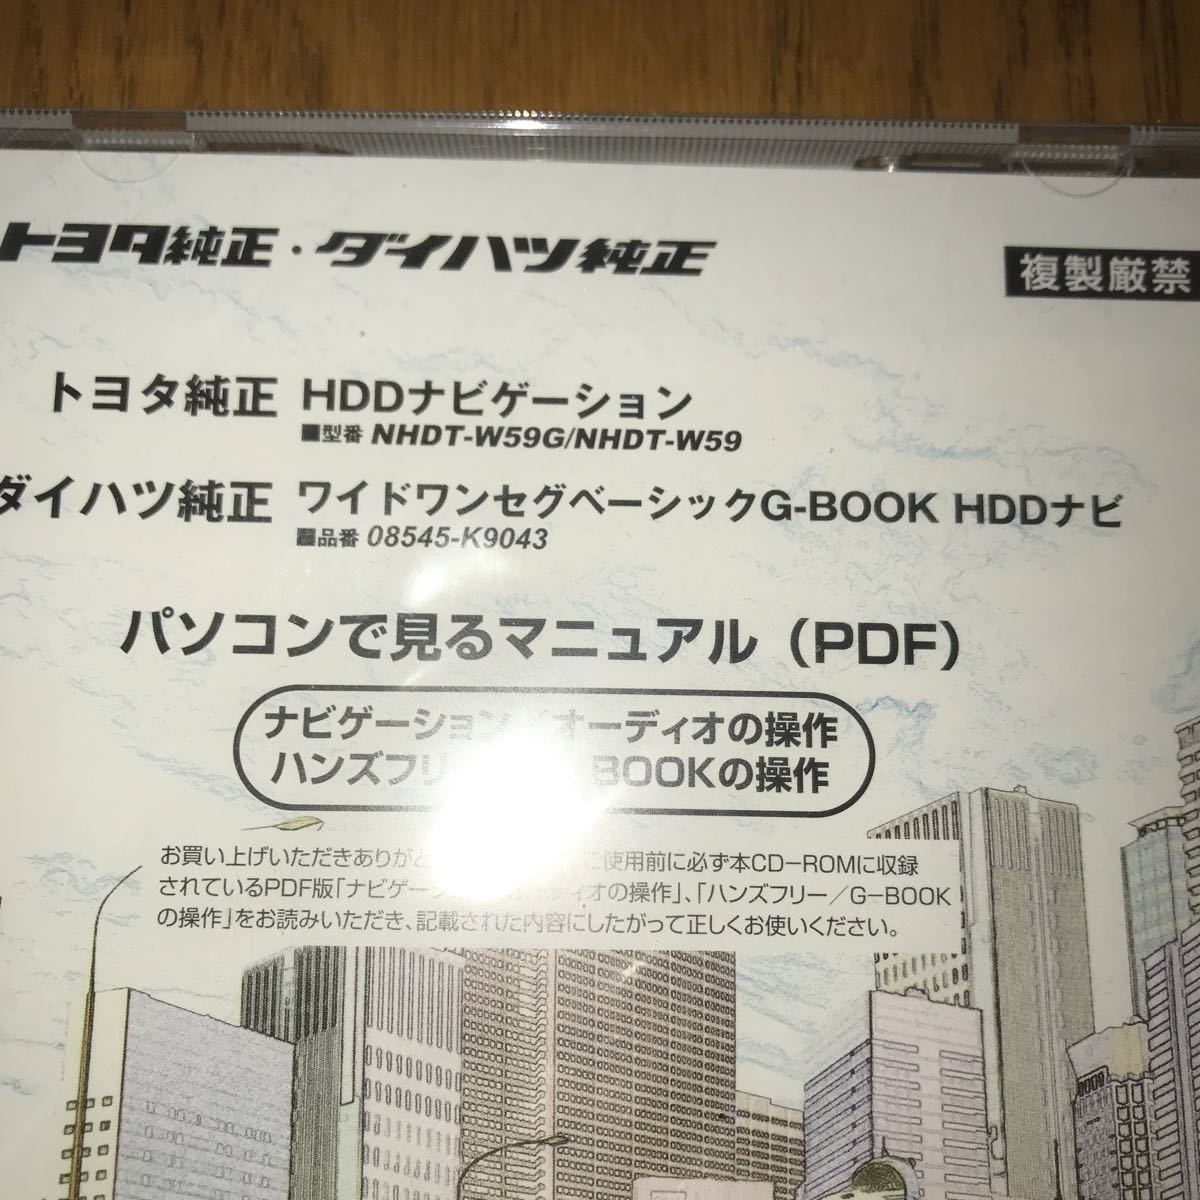 トヨタ純正・ダイハツ純正
複製厳禁
トヨタ純正 HDDナビゲーション
■型番 NHDT-W59G/NHDT-W59
ダイハツ純正 ワイドワンセグベーシックG-BOOK HDDナビ
■品番 08545-K9043
パソコンで見るマニュアル（PDF）
ナビゲーション／オーディオの操作
ハンズフリ BOOKの操作
お買い上げいただきありがと 使用前に必ず本CD-ROMに収録
されているPDF版「ナビゲー ディオの操作」、「ハンズフリー／G-BOOK
の操作」をお読みいただき、記載された内容にしたがって正しくお使いください。